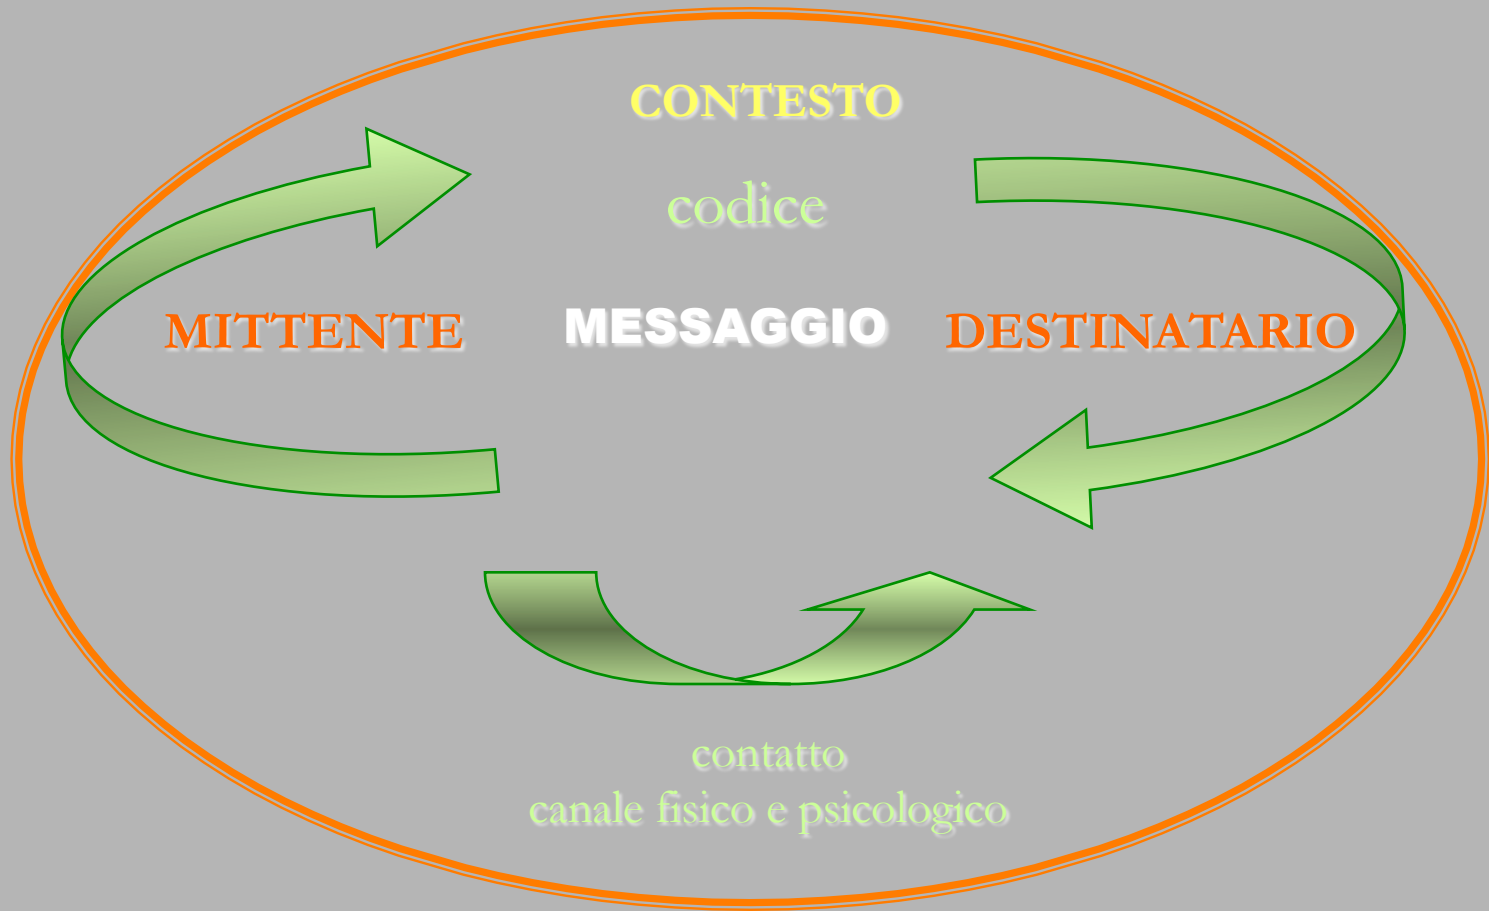 CONTESTO
codice
MITTENTE MESSAGGIO DESTINATARIO
contatto
canale fisico e psicologico